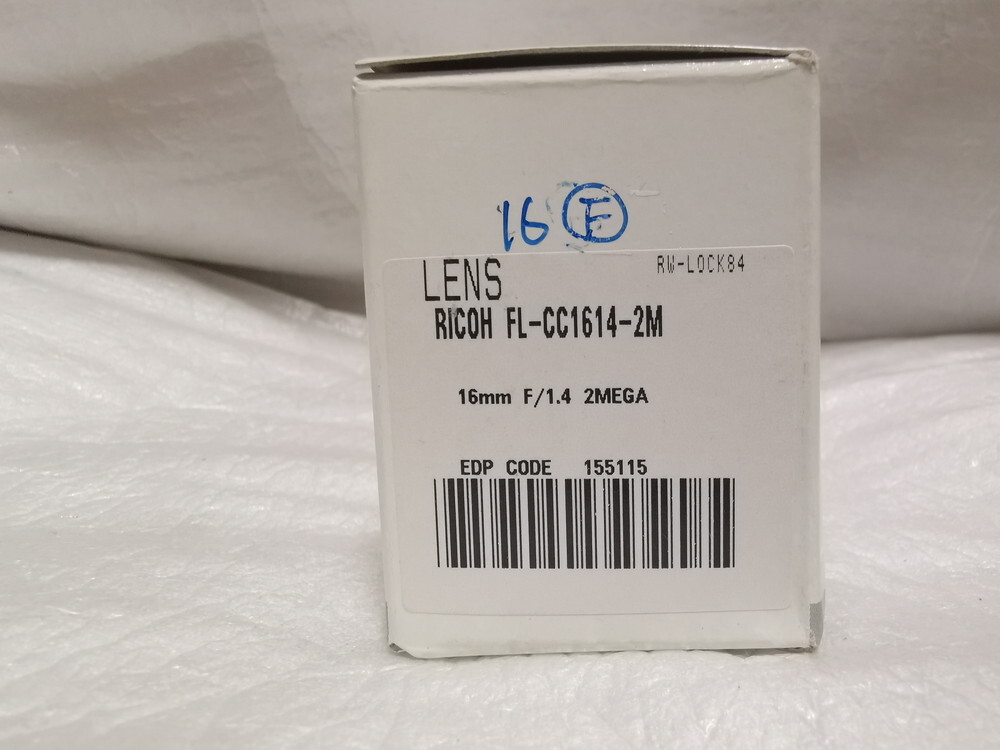 16 F
LENS
RW-LOCK84
RICOH FL-CC1614-2M
16mm F/1.4 2MEGA
EDP CODE 155115